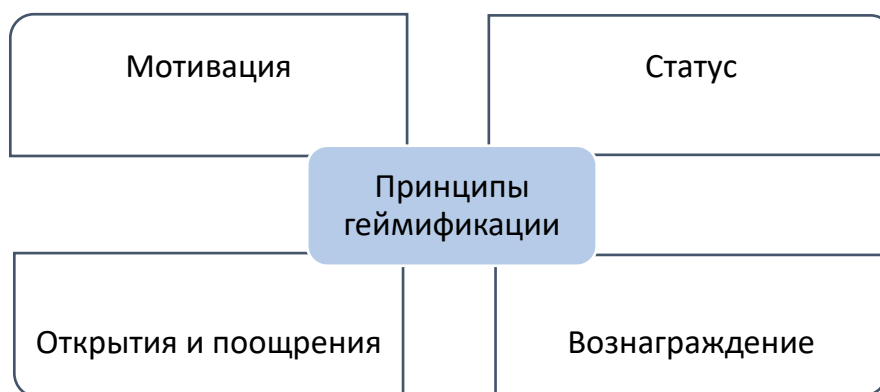 Мотивация
Статус
Принципы
геймификации
Открытия и поощрения
Вознаграждение